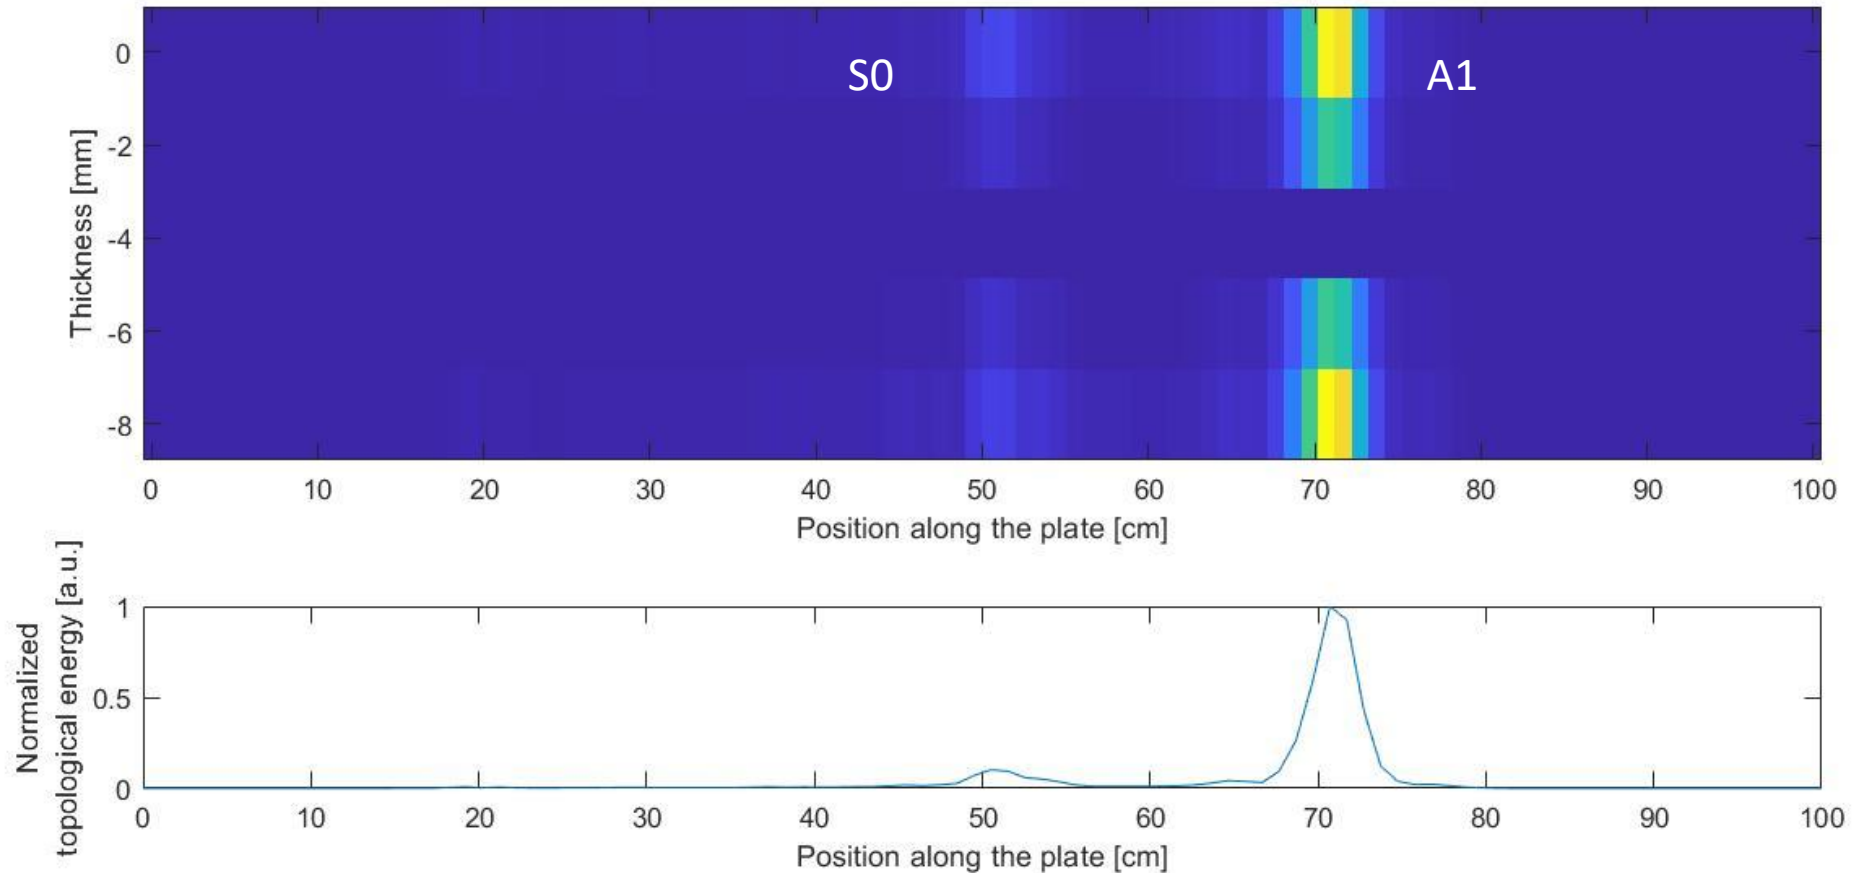 S0
A1
Thickness [mm]
0
-2
-4
-6
-8
0 10 20 30 40 50 60 70 80 90 100
Position along the plate [cm]
Normalized
topological energy [a.u.]
1
0.5
0
0 10 20 30 40 50 60 70 80 90 100
Position along the plate [cm]